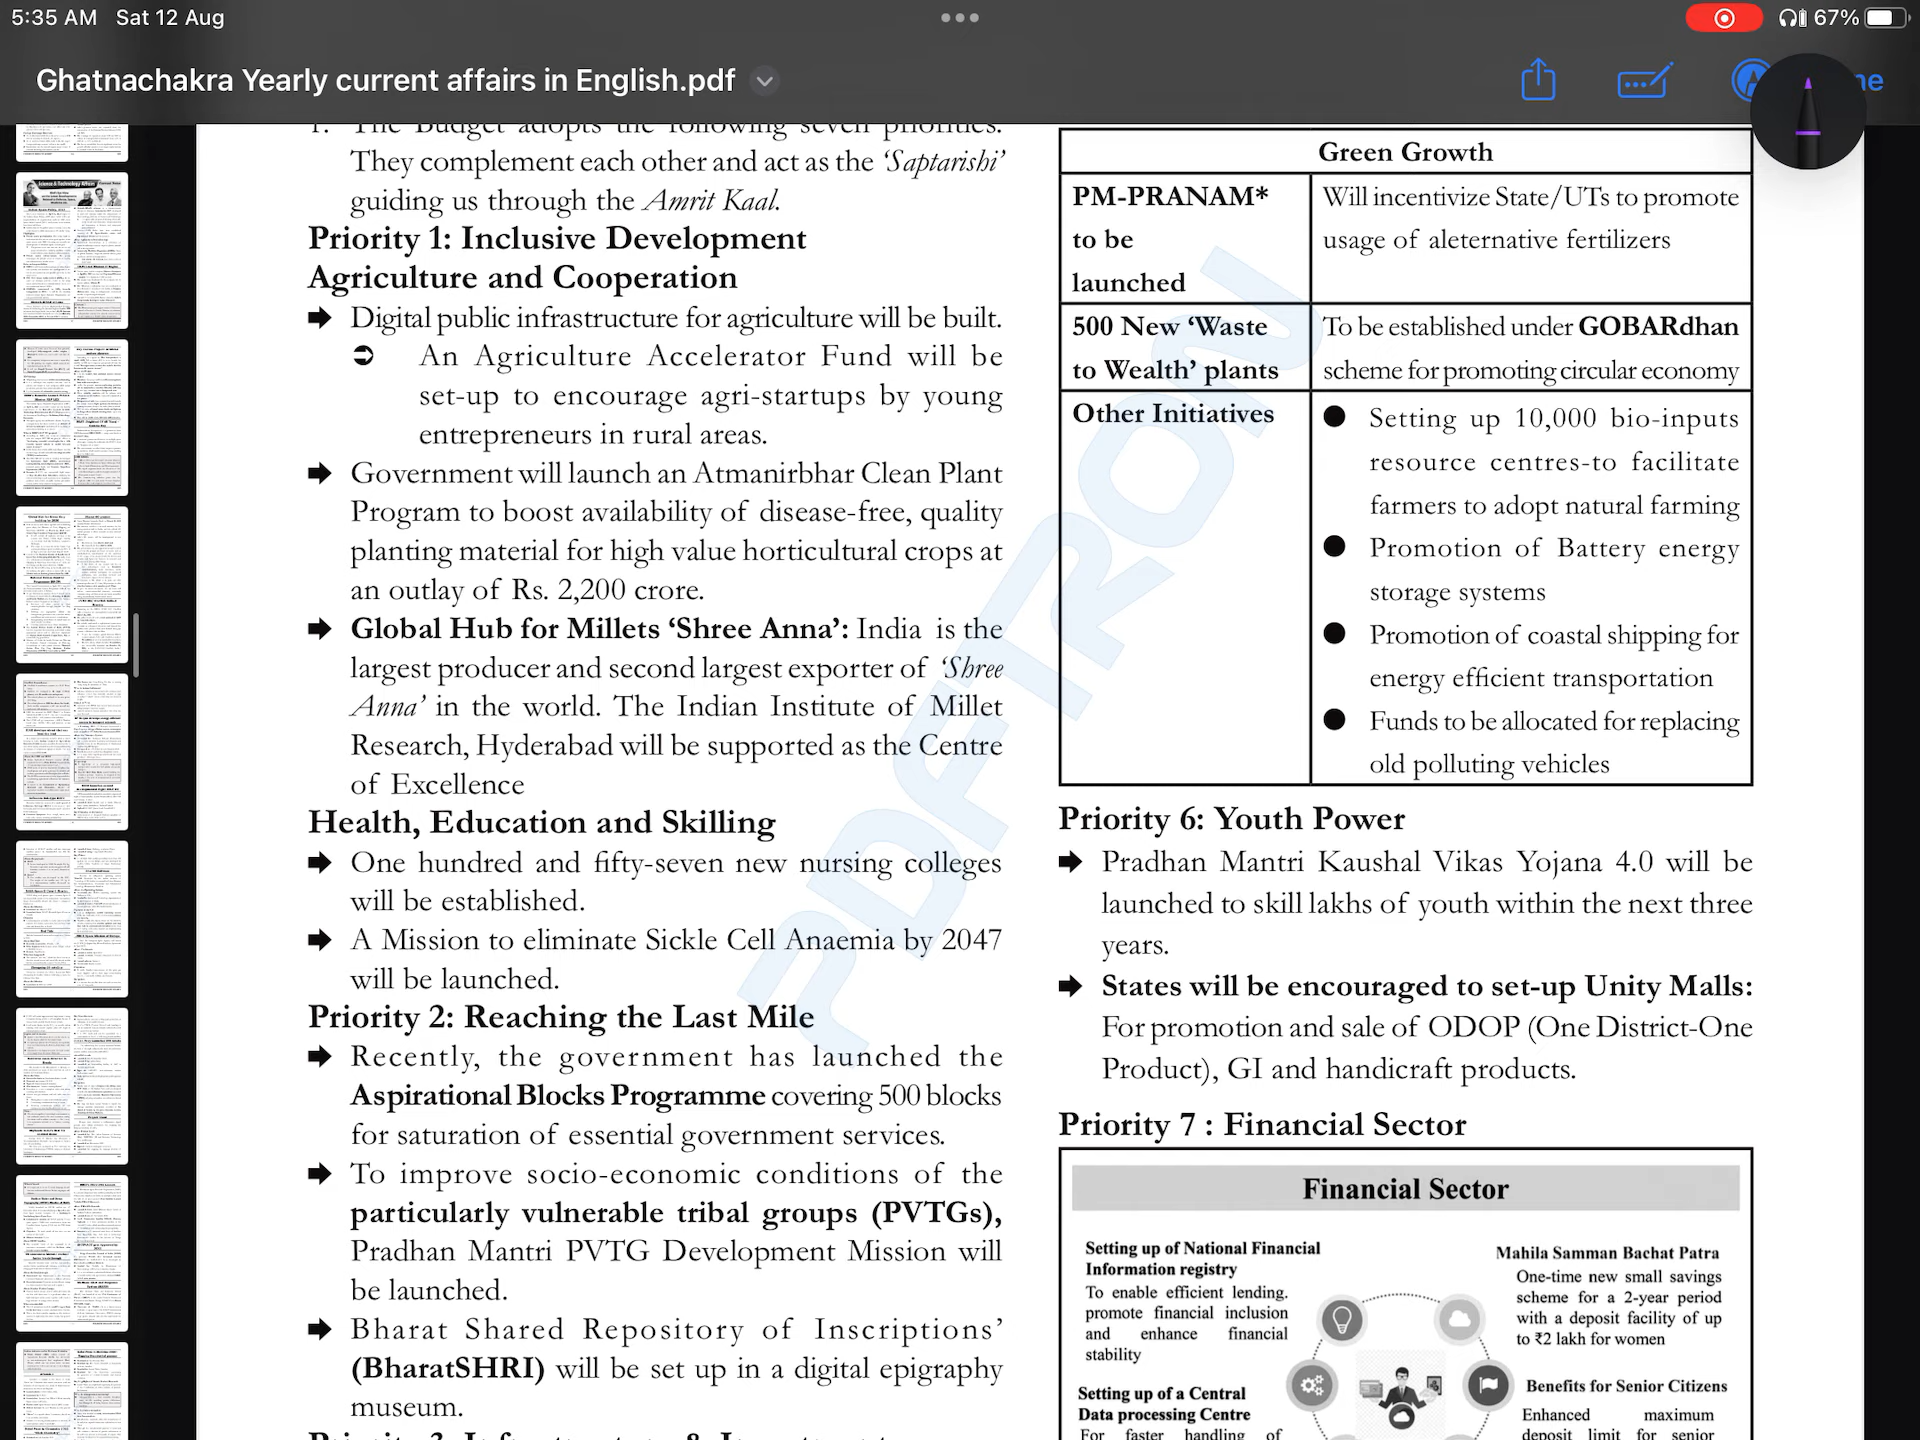 5:35 AM Sat 12 Aug
67%
Ghatnachakra Yearly current affairs in English.pdf
1. The Budget adopts the following seven priorities.
They complement each other and act as the ‘Saptarishi’
guiding us through the Amrit Kaal.
Priority 1: Inclusive Development
Agriculture and Cooperation
Digital public infrastructure for agriculture will be built.
An Agriculture Accelerator Fund will be
set-up to encourage agri-startups by young
entrepreneurs in rural areas.
Government will launch an Atmanirbhar Clean Plant
Program to boost availability of disease-free, quality
planting material for high value horticultural crops at
an outlay of Rs. 2,200 crore.
Global Hub for Millets ‘Shree Anna’: India is the
largest producer and second largest exporter of ‘Shree
Anna’ in the world. The Indian Institute of Millet
Research, Hyderabad will be supported as the Centre
of Excellence
Health, Education and Skilling
One hundred and fifty-seven new nursing colleges
will be established.
A Mission to eliminate Sickle Cell Anaemia by 2047
will be launched.
Priority 2: Reaching the Last Mile
Recently, the government has launched the
Aspirational Blocks Programme covering 500 blocks
for saturation of essential government services.
To improve socio-economic conditions of the
particularly vulnerable tribal groups (PVTGs),
Pradhan Mantri PVTG Development Mission will
be launched.
Bharat Shared Repository of Inscriptions’
(BharatSHRI) will be set up in a digital epigraphy
museum.
Green Growth
PM-PRANAM*
to be
launched
Will incentivize State/UTs to promote
usage of aleternative fertilizers
500 New ‘Waste
to Wealth’ plants
To be established under GOBARdhan
scheme for promoting circular economy
Other Initiatives
Setting up 10,000 bio-inputs
resource centres-to facilitate
farmers to adopt natural farming
Promotion of Battery energy
storage systems
Promotion of coastal shipping for
energy efficient transportation
Funds to be allocated for replacing
old polluting vehicles
Priority 6: Youth Power
Pradhan Mantri Kaushal Vikas Yojana 4.0 will be
launched to skill lakhs of youth within the next three
years.
States will be encouraged to set-up Unity Malls:
For promotion and sale of ODOP (One District-One
Product), GI and handicraft products.
Priority 7 : Financial Sector
Financial Sector
Setting up of National Financial
Information registry
To enable efficient lending.
promote financial inclusion
and enhance financial
stability
Setting up of a Central
Data processing Centre
For faster handling of
Mahila Samman Bachat Patra
One-time new small savings
scheme for a 2-year period
with a deposit facility of up
to ₹2 lakh for women
Benefits for Senior Citizens
Enhanced maximum
deposit limit for senior
PDFTRON